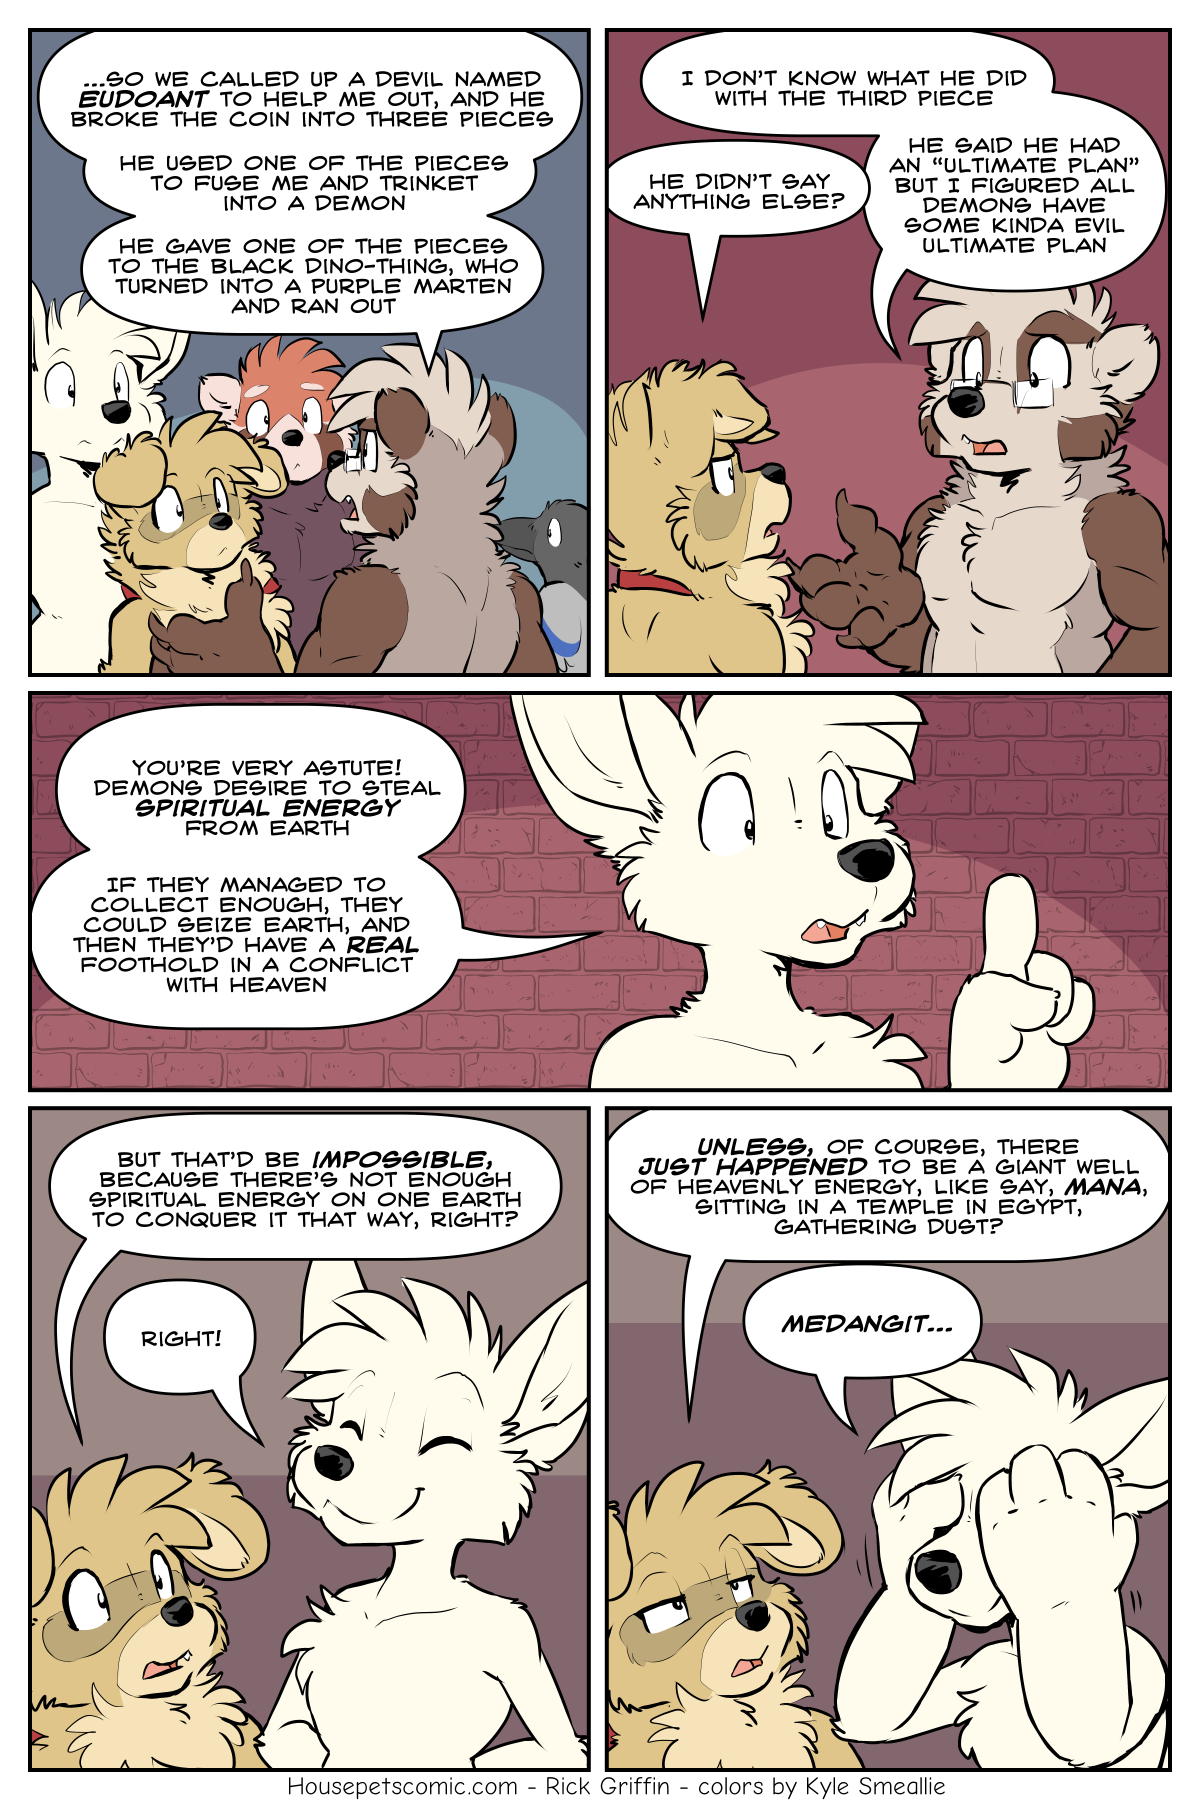 ...SO WE CALLED UP A DEVIL NAMED
EUDOANT TO HELP ME OUT, AND HE
BROKE THE COIN INTO THREE PIECES
HE USED ONE OF THE PIECES
TO FUSE ME AND TRINKET
INTO A DEMON
HE GAVE ONE OF THE PIECES
TO THE BLACK DINO-THING, WHO
TURNED INTO A PURPLE MARTEN
AND RAN OUT
I DON'T KNOW WHAT HE DID
WITH THE THIRD PIECE
HE DIDN'T SAY
ANYTHING ELSE?
HE SAID HE HAD
AN "ULTIMATE PLAN"
BUT I FIGURED ALL
DEMONS HAVE
SOME KINDA EVIL
ULTIMATE PLAN
YOU'RE VERY ASTUTE!
DEMONS DESIRE TO STEAL
SPIRITUAL ENERGY
FROM EARTH
IF THEY MANAGED TO
COLLECT ENOUGH, THEY
COULD SEIZE EARTH, AND
THEN THEY'D HAVE A REAL
FOOTHOLD IN A CONFLICT
WITH HEAVEN
BUT THAT'D BE IMPOSSIBLE,
BECAUSE THERE'S NOT ENOUGH
SPIRITUAL ENERGY ON ONE EARTH
TO CONQUER IT THAT WAY, RIGHT?
RIGHT!
UNLESS, OF COURSE, THERE
JUST HAPPENED TO BE A GIANT WELL
OF HEAVENLY ENERGY, LIKE SAY, MANA,
SITTING IN A TEMPLE IN EGYPT,
GATHERING DUST?
MEDANGIT...
Housepetscomic.com - Rick Griffin - colors by Kyle Smeallie